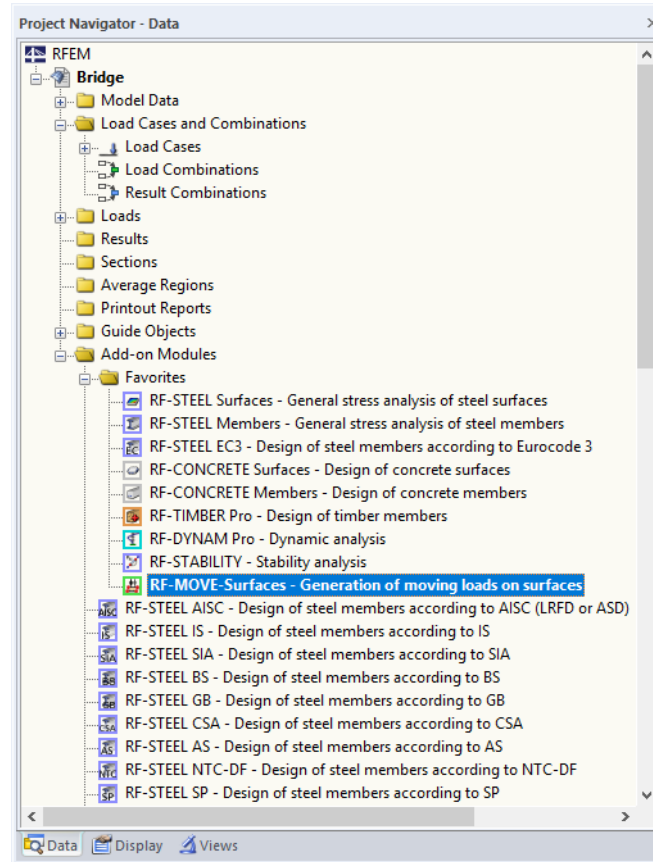 Project Navigator - Data
RFEM
Bridge
Model Data
Load Cases and Combinations
Load Cases
Load Combinations
Result Combinations
Loads
Results
Sections
Average Regions
Printout Reports
Guide Objects
Add-on Modules
Favorites
RF-STEEL Surfaces - General stress analysis of steel surfaces
RF-STEEL Members - General stress analysis of steel members
EC RF-STEEL EC3 - Design of steel members according to Eurocode 3
RF-CONCRETE Surfaces - Design of concrete surfaces
RF-CONCRETE Members - Design of concrete members
RF-TIMBER Pro - Design of timber members
RF-DYNAM Pro - Dynamic analysis
RF-STABILITY - Stability analysis
RF-MOVE-Surfaces - Generation of moving loads on surfaces
AISC RF-STEEL AISC - Design of steel members according to AISC (LRFD or ASD)
IS RF-STEEL IS - Design of steel members according to IS
SIA RF-STEEL SIA - Design of steel members according to SIA
BS RF-STEEL BS - Design of steel members according to BS
GB RF-STEEL GB - Design of steel members according to GB
CSA RF-STEEL CSA - Design of steel members according to CSA
AS RF-STEEL AS - Design of steel members according to AS
NTC RF-STEEL NTC-DF - Design of steel members according to NTC-DF
SP RF-STEEL SP - Design of steel members according to SP
Data Display Views